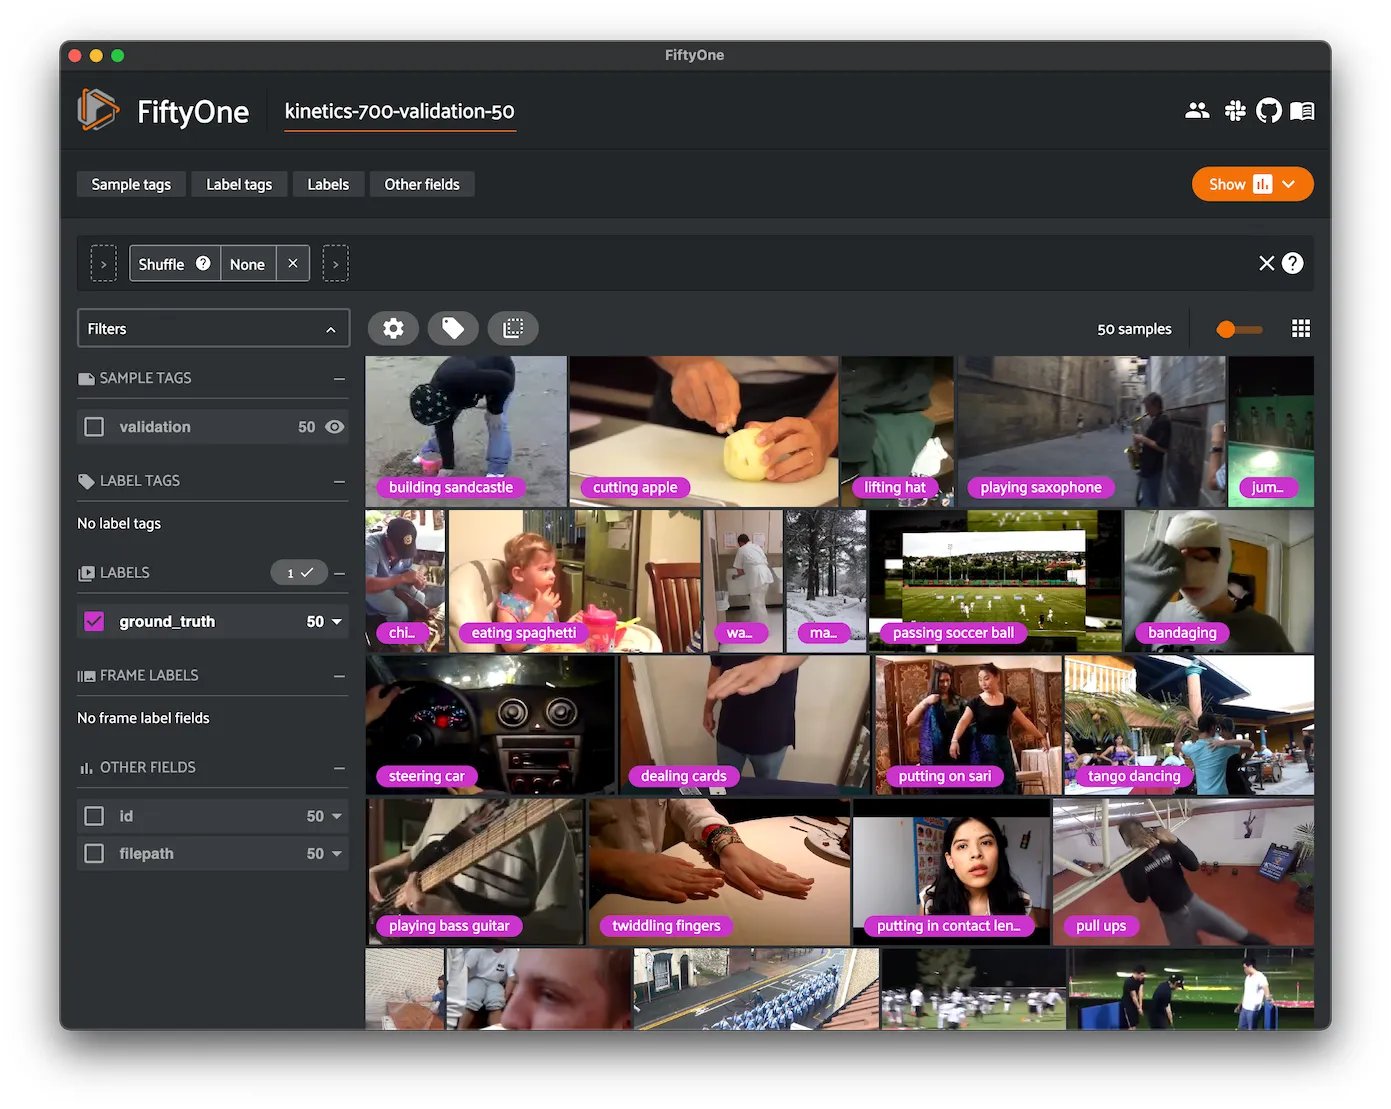 FiftyOne
FiftyOne
kinetics-700-validation-50
Sample tags
Label tags
Labels
Other fields
Show
Shuffle
None
Filters
50 samples
SAMPLE TAGS
validation 50
LABEL TAGS
No label tags
LABELS 1
ground_truth 50
FRAME LABELS
No frame label fields
OTHER FIELDS
id 50
filepath 50
building sandcastle
cutting apple
lifting hat
playing saxophone
jum...
chi...
eating spaghetti
wa...
ma...
passing soccer ball
bandaging
steering car
dealing cards
putting on sari
tango dancing
playing bass guitar
twiddling fingers
putting in contact len...
pull ups